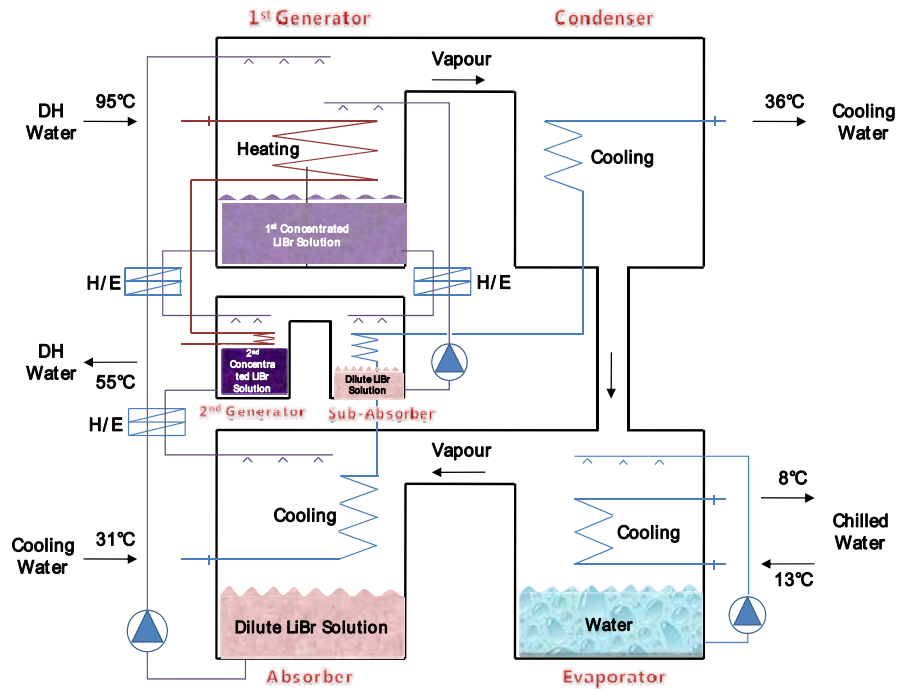 1st Generator
Condenser
Vapour
DH
Water
95℃
36℃
Cooling
Water
Heating
Cooling
1st Concentrated
LiBr Solution
H/E
H/E
DH
Water
55℃
2nd
Concentra
ted LiBr
Solution
Dilute LiBr
Solution
2nd Generator
Sub-Absorber
H/E
Vapour
8℃
Chilled
Water
13℃
Cooling
Cooling
Cooling
Water
31℃
Dilute LiBr Solution
Water
Absorber
Evaporator